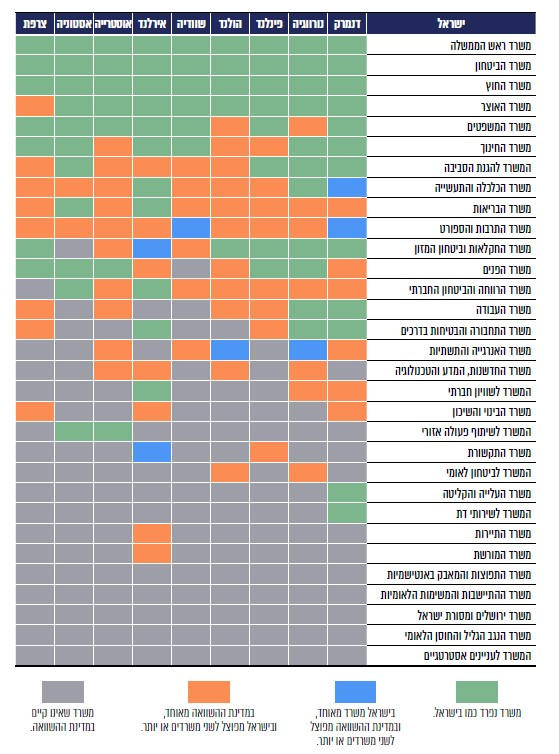 ישראל דנמרק נורווגיה פינלנד הולנד שוודיה אירלנד אוסטרייה אסטוניה צרפת
משרד ראש הממשלה
משרד הביטחון
משרד החוץ
משרד האוצר
משרד המשפטים
משרד החינוך
המשרד להגנת הסביבה
משרד הכלכלה והתעשייה
משרד הבריאות
משרד התרבות והספורט
משרד החקלאות וביטחון המזון
משרד הפנים
משרד הרווחה והביטחון החברתי
משרד העבודה
משרד התחבורה והבטיחות בדרכים
משרד האנרגייה והתשתיות
משרד החדשנות, המדע והטכנולוגיה
המשרד לשוויון חברתי
משרד הבינוי והשיכון
המשרד לשיתוף פעולה אזורי
משרד התקשורת
המשרד לביטחון לאומי
משרד העלייה והקליטה
המשרד לשירותי דת
משרד התיירות
משרד המורשת
משרד התפוצות והמאבק באנטישמיות
משרד ההתיישבות והמשימות הלאומיות
משרד ירושלים ומסורת ישראל
משרד הנגב הגליל והחוסן הלאומי
המשרד לעניינים אסטרטגיים
משרד נפרד כמו בישראל.
בישראל משרד מאוחד,
ובמדינת ההשוואה מפוצל
לשני משרדים או יותר.
במדינת ההשוואה מאוחד,
ובישראל מפוצל לשני משרדים או יותר.
משרד שאינו קיים
במדינת ההשוואה.